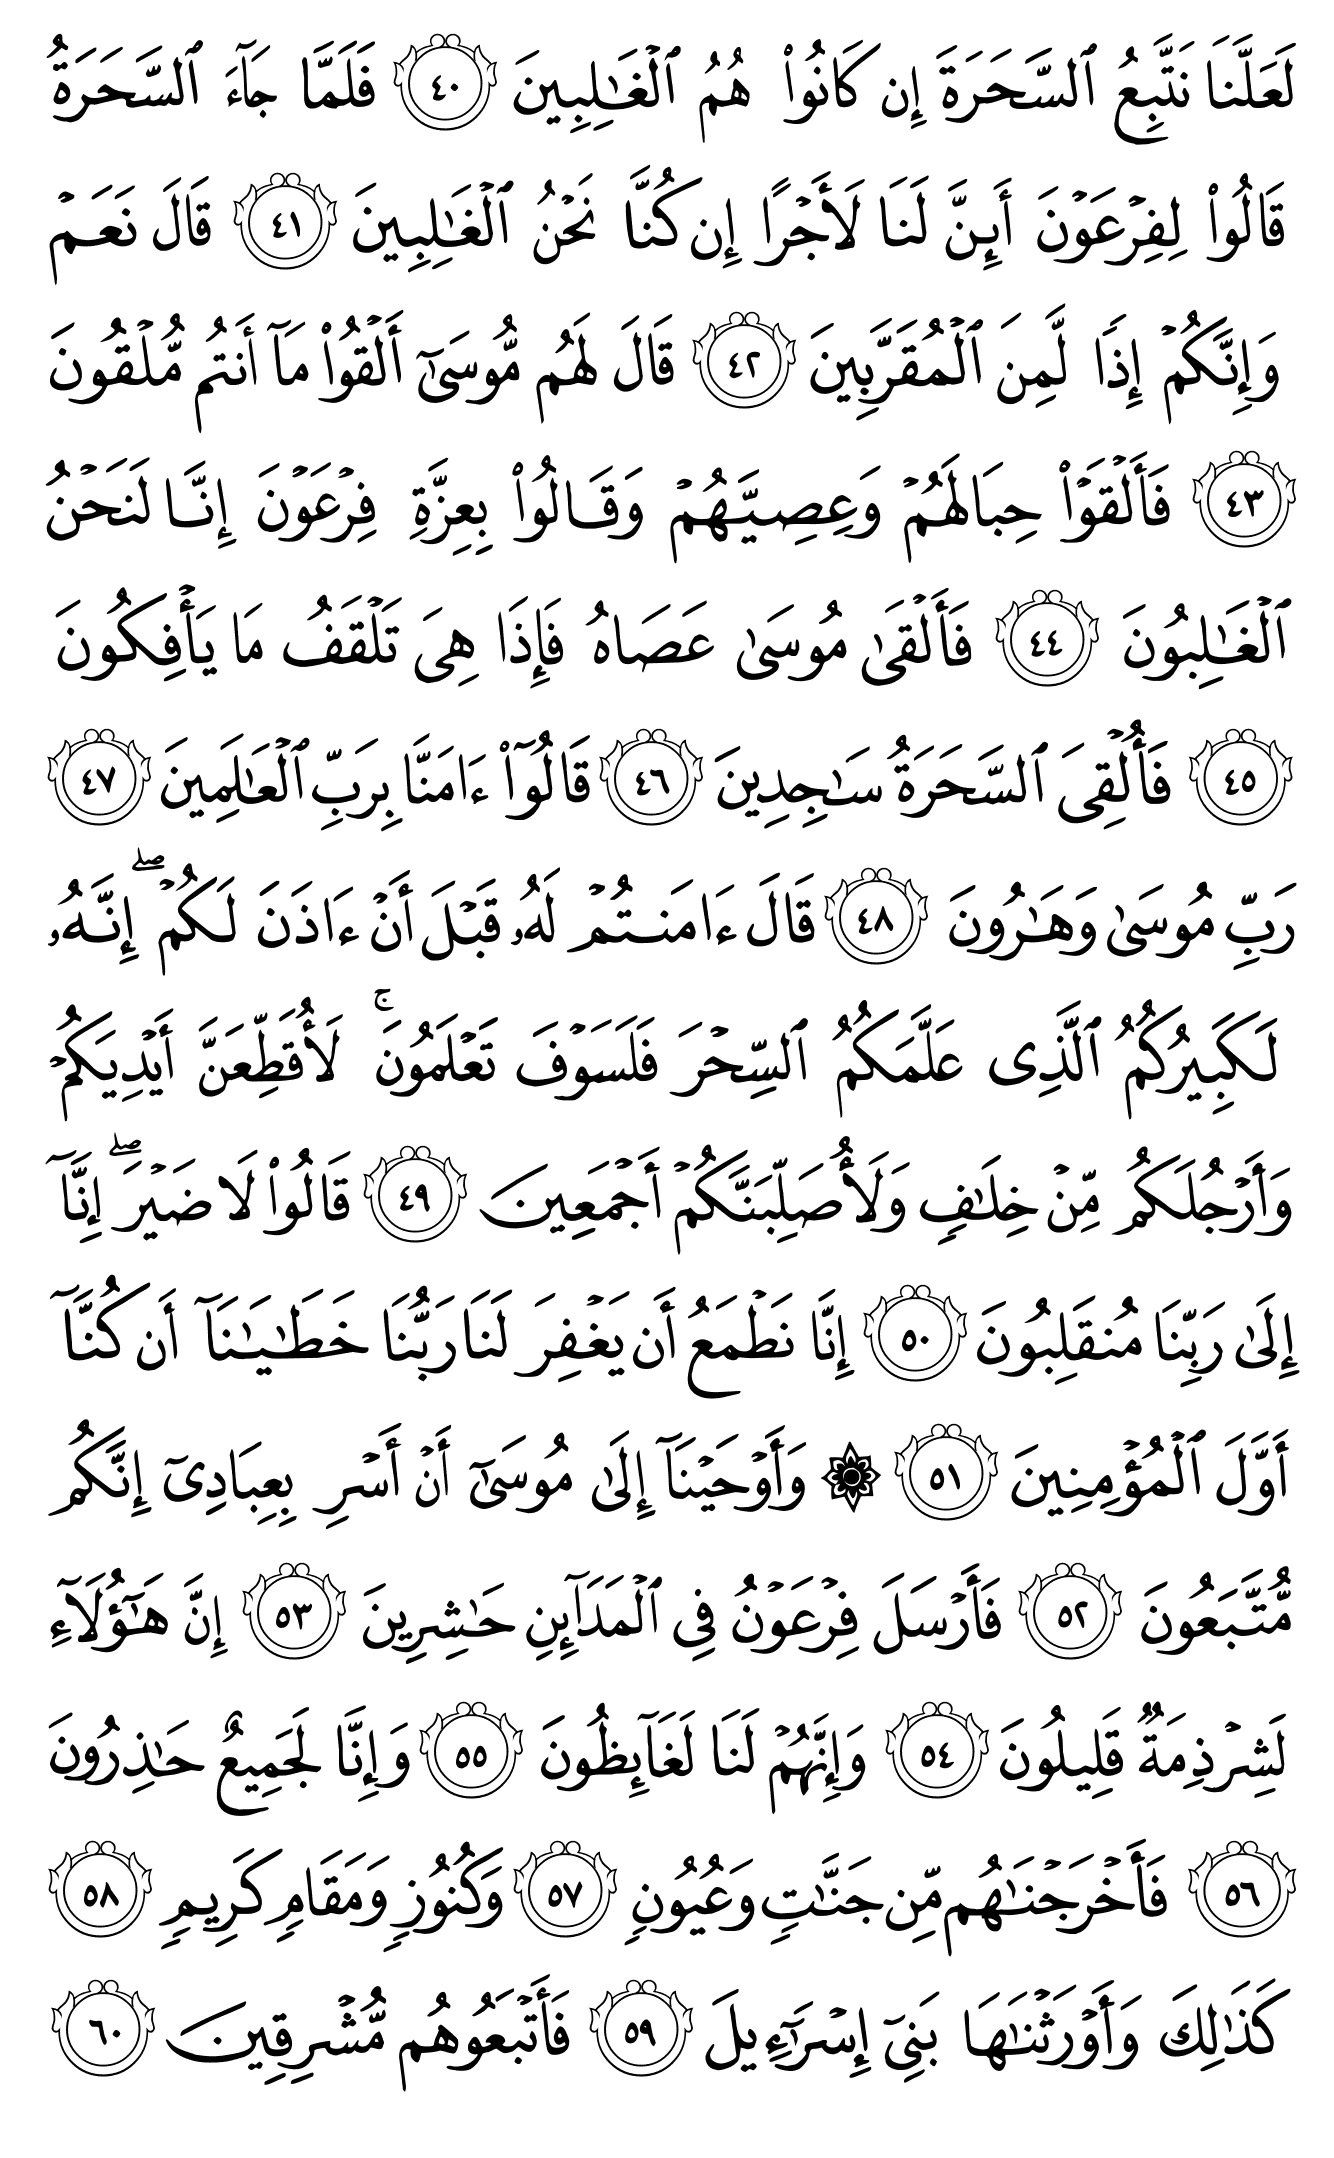 لَعَلَّنَا نَتَّبِعُ ٱلسَّحَرَةَ إِن كَانُوا۟ هُمُ ٱلْغَـٰلِبِينَ ٤٠ فَلَمَّا جَآءَ ٱلسَّحَرَةُ
قَالُوا۟ لِفِرْعَوْنَ أَئِنَّ لَنَا لَأَجْرًا إِن كُنَّا نَحْنُ ٱلْغَـٰلِبِينَ ٤١ قَالَ نَعَمْ
وَإِنَّكُمْ إِذًا لَّمِنَ ٱلْمُقَرَّبِينَ ٤٢ قَالَ لَهُم مُّوسَىٰٓ أَلْقُوا۟ مَآ أَنتُم مُّلْقُونَ
٤٣ فَأَلْقَوْا۟ حِبَالَهُمْ وَعِصِيَّهُمْ وَقَالُوا۟ بِعِزَّةِ فِرْعَوْنَ إِنَّا لَنَحْنُ
ٱلْغَـٰلِبُونَ ٤٤ فَأَلْقَىٰ مُوسَىٰ عَصَاهُ فَإِذَا هِىَ تَلْقَفُ مَا يَأْفِكُونَ
٤٥ فَأُلْقِىَ ٱلسَّحَرَةُ سَـٰجِدِينَ ٤٦ قَالُوٓا۟ ءَامَنَّا بِرَبِّ ٱلْعَـٰلَمِينَ ٤٧
رَبِّ مُوسَىٰ وَهَـٰرُونَ ٤٨ قَالَ ءَامَنتُمْ لَهُۥ قَبْلَ أَنْ ءَاذَنَ لَكُمْ ۖ إِنَّهُۥ
لَكَبِيرُكُمُ ٱلَّذِى عَلَّمَكُمُ ٱلسِّحْرَ فَلَسَوْفَ تَعْلَمُونَ ۚ لَأُقَطِّعَنَّ أَيْدِيَكُمْ
وَأَرْجُلَكُم مِّنْ خِلَـٰفٍ وَلَأُصَلِّبَنَّكُمْ أَجْمَعِينَ ٤٩ قَالُوا۟ لَا ضَيْرَ ۖ إِنَّآ
إِلَىٰ رَبِّنَا مُنقَلِبُونَ ٥٠ إِنَّا نَطْمَعُ أَن يَغْفِرَ لَنَا رَبُّنَا خَطَـٰيَـٰنَآ أَن كُنَّآ
أَوَّلَ ٱلْمُؤْمِنِينَ ٥١ ۞ وَأَوْحَيْنَآ إِلَىٰ مُوسَىٰٓ أَنْ أَسْرِ بِعِبَادِىٓ إِنَّكُم
مُّتَّبَعُونَ ٥٢ فَأَرْسَلَ فِرْعَوْنُ فِى ٱلْمَدَآئِنِ حَـٰشِرِينَ ٥٣ إِنَّ هَـٰٓؤُلَآءِ
لَشِرْذِمَةٌ قَلِيلُونَ ٥٤ وَإِنَّهُمْ لَنَا لَغَآئِظُونَ ٥٥ وَإِنَّا لَجَمِيعٌ حَـٰذِرُونَ
٥٦ فَأَخْرَجْنَـٰهُم مِّن جَنَّـٰتٍ وَعُيُونٍ ٥٧ وَكُنُوزٍ وَمَقَامٍ كَرِيمٍ ٥٨
كَذَٰلِكَ وَأَوْرَثْنَـٰهَا بَنِىٓ إِسْرَٰٓءِيلَ ٥٩ فَأَتْبَعُوهُم مُّشْرِقِينَ ٦٠